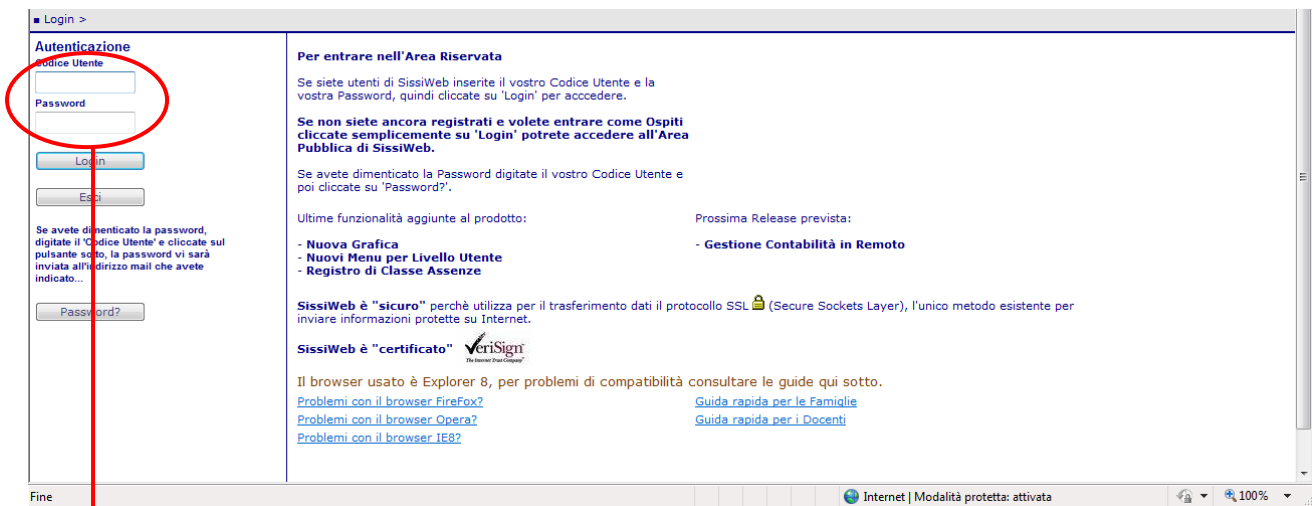 Login >
Autenticazione
Codice Utente
Password
Login
Esci
Se avete dimenticato la password,
digitate il 'Codice Utente' e cliccate sul
pulsante sotto, la password vi sarà
inviata all'indirizzo mail che avete
indicato...
Password?
Per entrare nell'Area Riservata
Se siete utenti di SissiWeb inserite il vostro Codice Utente e la
vostra Password, quindi cliccate su 'Login' per acccedere.
Se non siete ancora registrati e volete entrare come Ospiti
cliccate semplicemente su 'Login' potrete accedere all'Area
Pubblica di SissiWeb.
Se avete dimenticato la Password digitate il vostro Codice Utente e
poi cliccate su 'Password?'.
Ultime funzionalità aggiunte al prodotto:
- Nuova Grafica
- Nuovi Menu per Livello Utente
- Registro di Classe Assenze
Prossima Release prevista:
- Gestione Contabilità in Remoto
SissiWeb è "sicuro" perchè utilizza per il trasferimento dati il protocollo SSL (Secure Sockets Layer), l'unico metodo esistente per
inviare informazioni protette su Internet.
SissiWeb è "certificato" VeriSign
The Internet Trust Company
Il browser usato è Explorer 8, per problemi di compatibilità consultare le guide qui sotto.
Problemi con il browser FireFox?
Guida rapida per le Famiglie
Problemi con il browser Opera?
Guida rapida per i Docenti
Problemi con il browser IE8?
Fine
Internet | Modalità protetta: attivata
100%